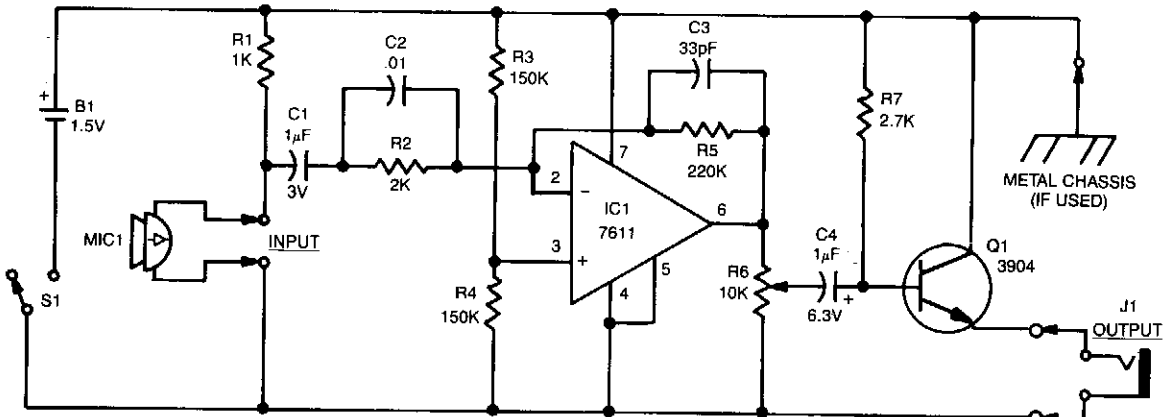 R1
1K
C2
.01
R3
150K
C3
33pF
+
B1
1.5V
C1
1µF
3V
R2
2K
R5
220K
R7
2.7K
METAL CHASSIS
(IF USED)
7
2
−
IC1
7611
6
3
+
5
4
MIC1
INPUT
S1
R4
150K
R6
10K
C4
1µF
+
6.3V
Q1
3904
J1
OUTPUT